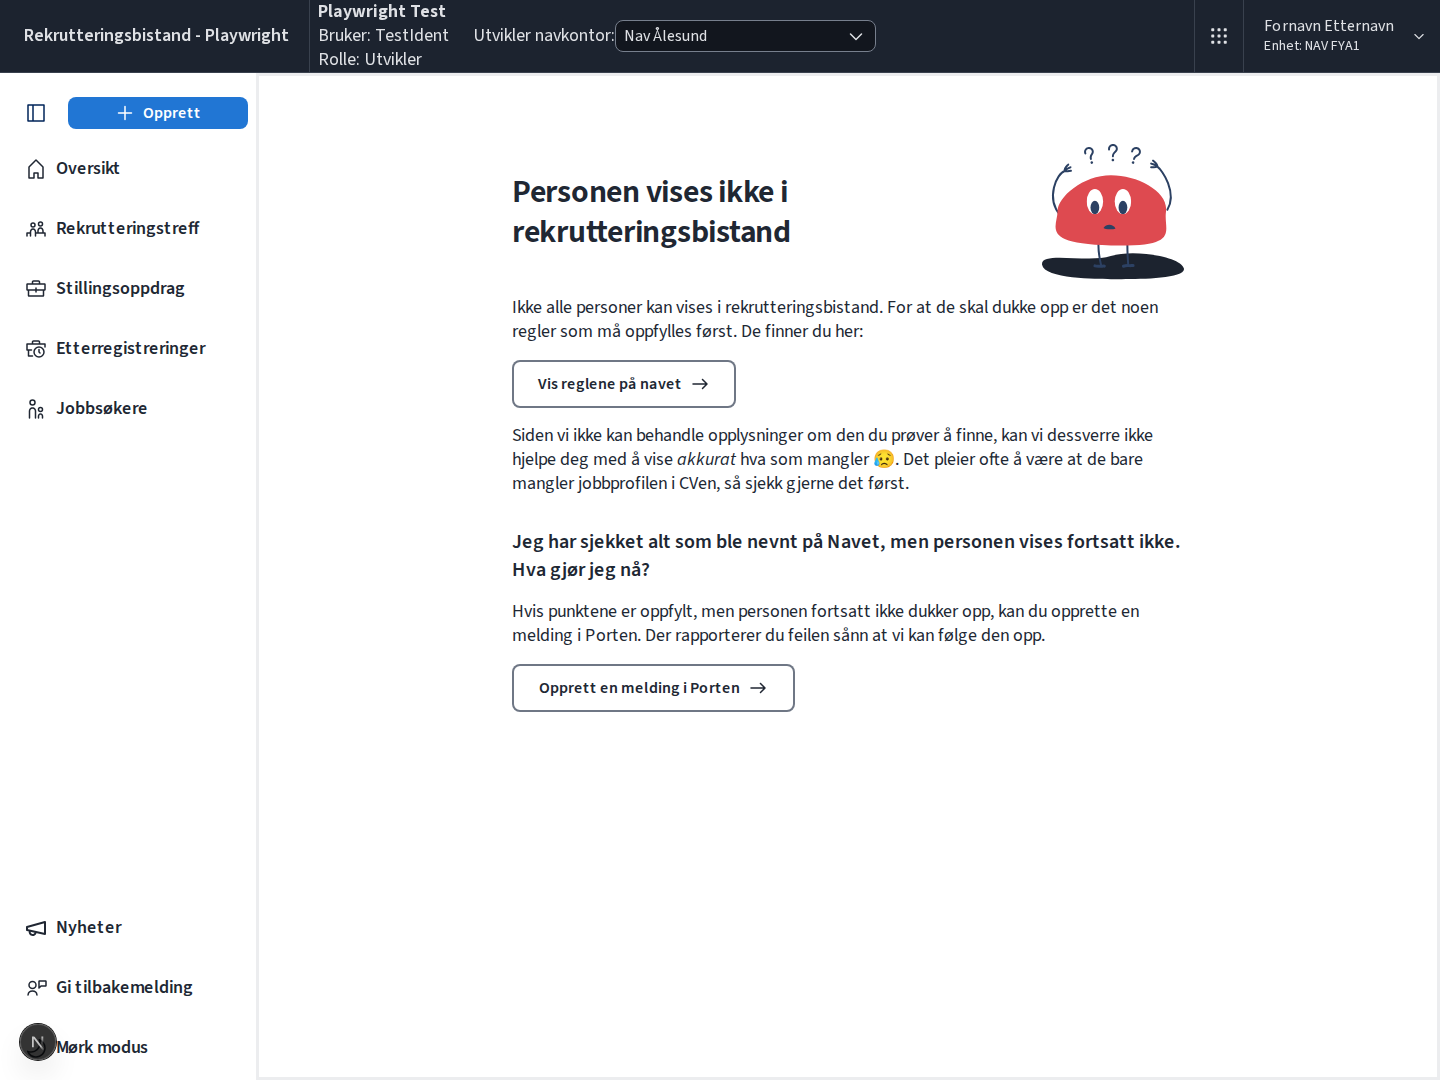 Rekrutteringsbistand - Playwright
Playwright Test
Bruker: TestIdent
Rolle: Utvikler
Utvikler navkontor:
Nav Ålesund
Fornavn Etternavn
Enhet: NAV FYA1
Opprett
Oversikt
Rekrutteringstreff
Stillingsoppdrag
Etterregistreringer
Jobbsøkere
Nyheter
Gi tilbakemelding
N
Mørk modus
Personen vises ikke i
rekrutteringsbistand
? ? ?
Ikke alle personer kan vises i rekrutteringsbistand. For at de skal dukke opp er det noen
regler som må oppfylles først. De finner du her:
Vis reglene på navet
Siden vi ikke kan behandle opplysninger om den du prøver å finne, kan vi dessverre ikke
hjelpe deg med å vise akkurat hva som mangler 😥. Det pleier ofte å være at de bare
mangler jobbprofilen i CVen, så sjekk gjerne det først.
Jeg har sjekket alt som ble nevnt på Navet, men personen vises fortsatt ikke.
Hva gjør jeg nå?
Hvis punktene er oppfylt, men personen fortsatt ikke dukker opp, kan du opprette en
melding i Porten. Der rapporterer du feilen sånn at vi kan følge den opp.
Opprett en melding i Porten